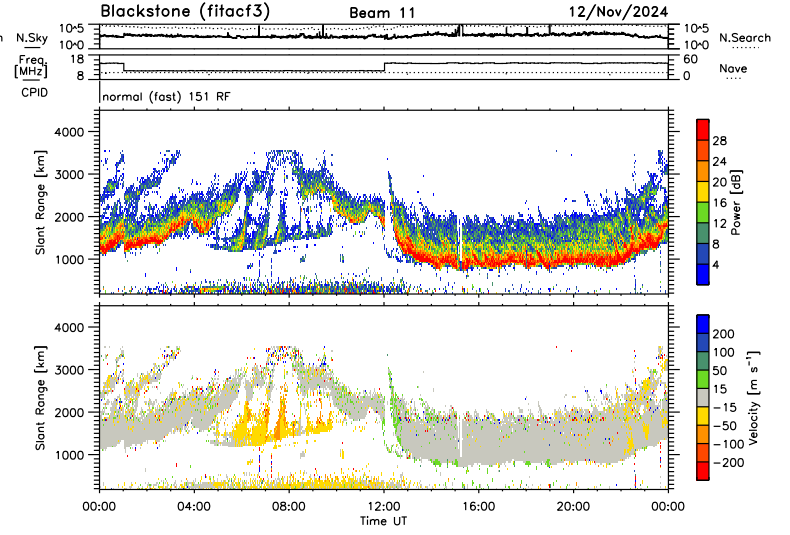 Blackstone (fitacf3) Beam 11 12/Nov/2024
n N.Sky 10^5 10^5 N.Search
10^0 10^0
Freq. 18 60
[MHz] 8 0 Nave
CPID normal (fast) 151 RF
4000
3000
2000
1000
Slant Range [km]
28
24
20
16
12
8
4
Power [dB]
4000
3000
2000
1000
Slant Range [km]
200
100
50
15
-15
-50
-100
-200
Velocity [m s⁻¹]
00:00 04:00 08:00 12:00 16:00 20:00 00:00
Time UT